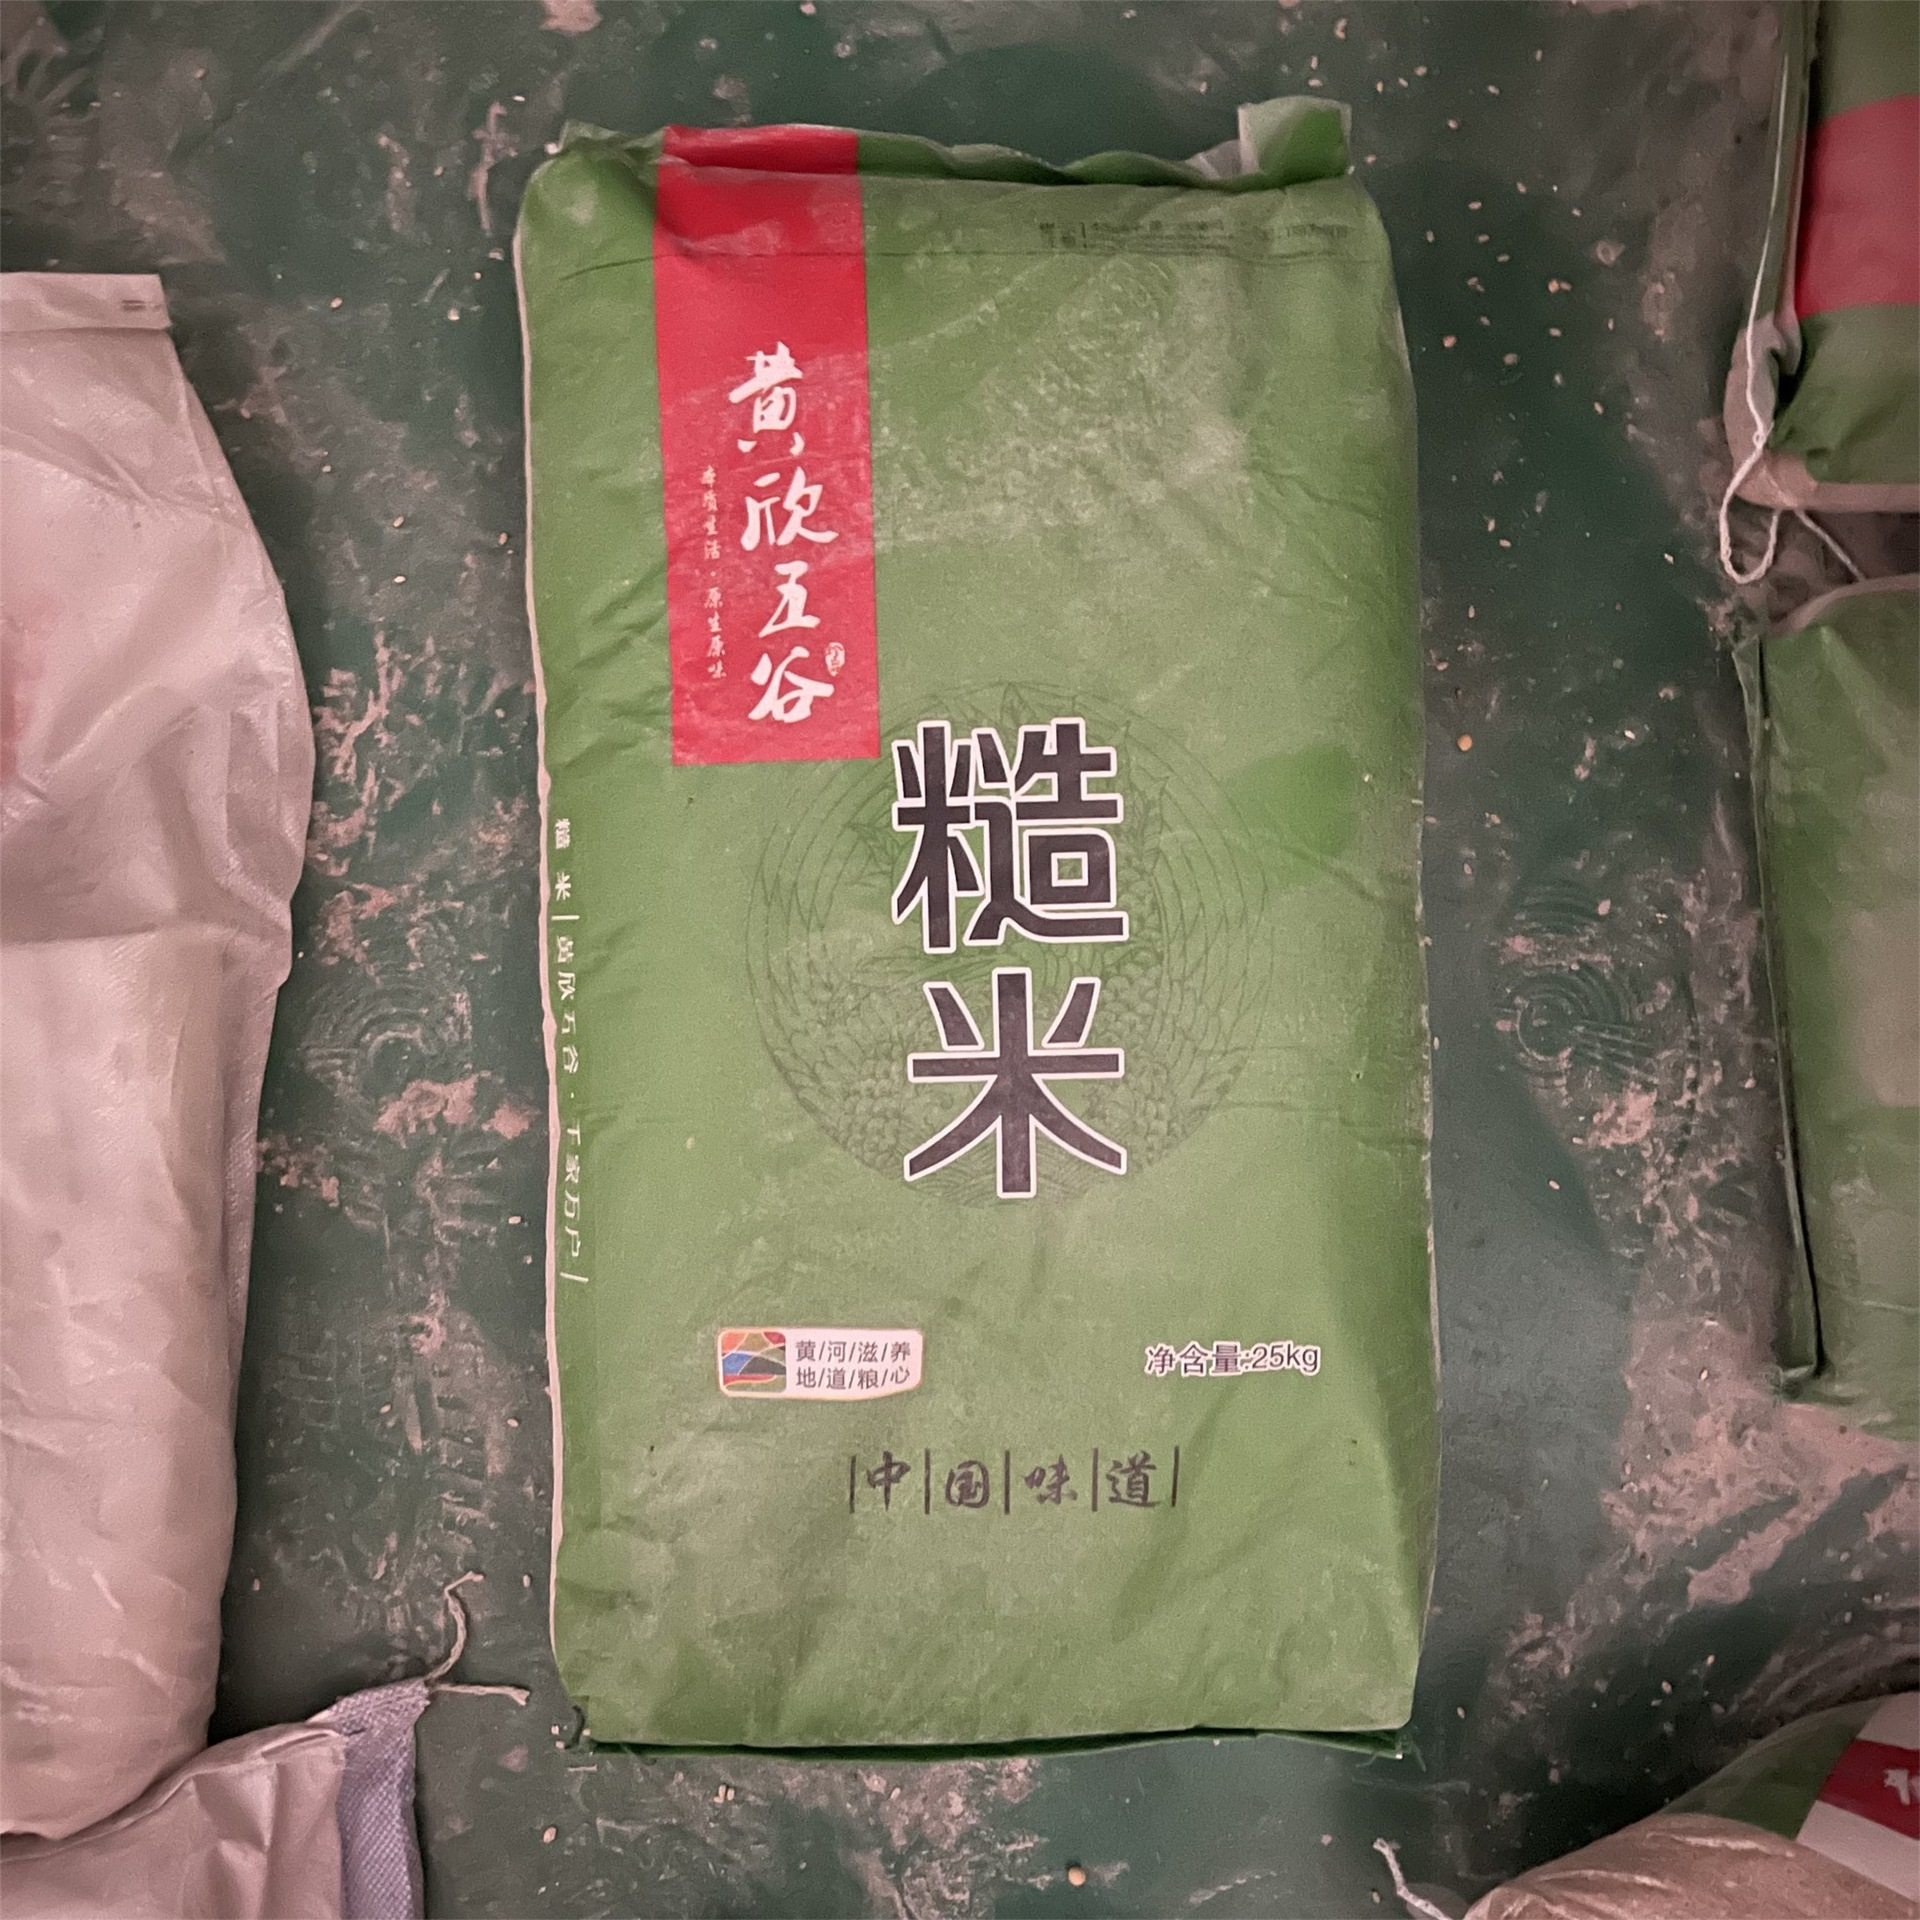 黄欣五谷
本质生活·原生原味
糙米
糙米|黄欣五谷·千家万户|
黄/河/滋/养
地/道/粮/心
净含量:25kg
|中|国|味|道|